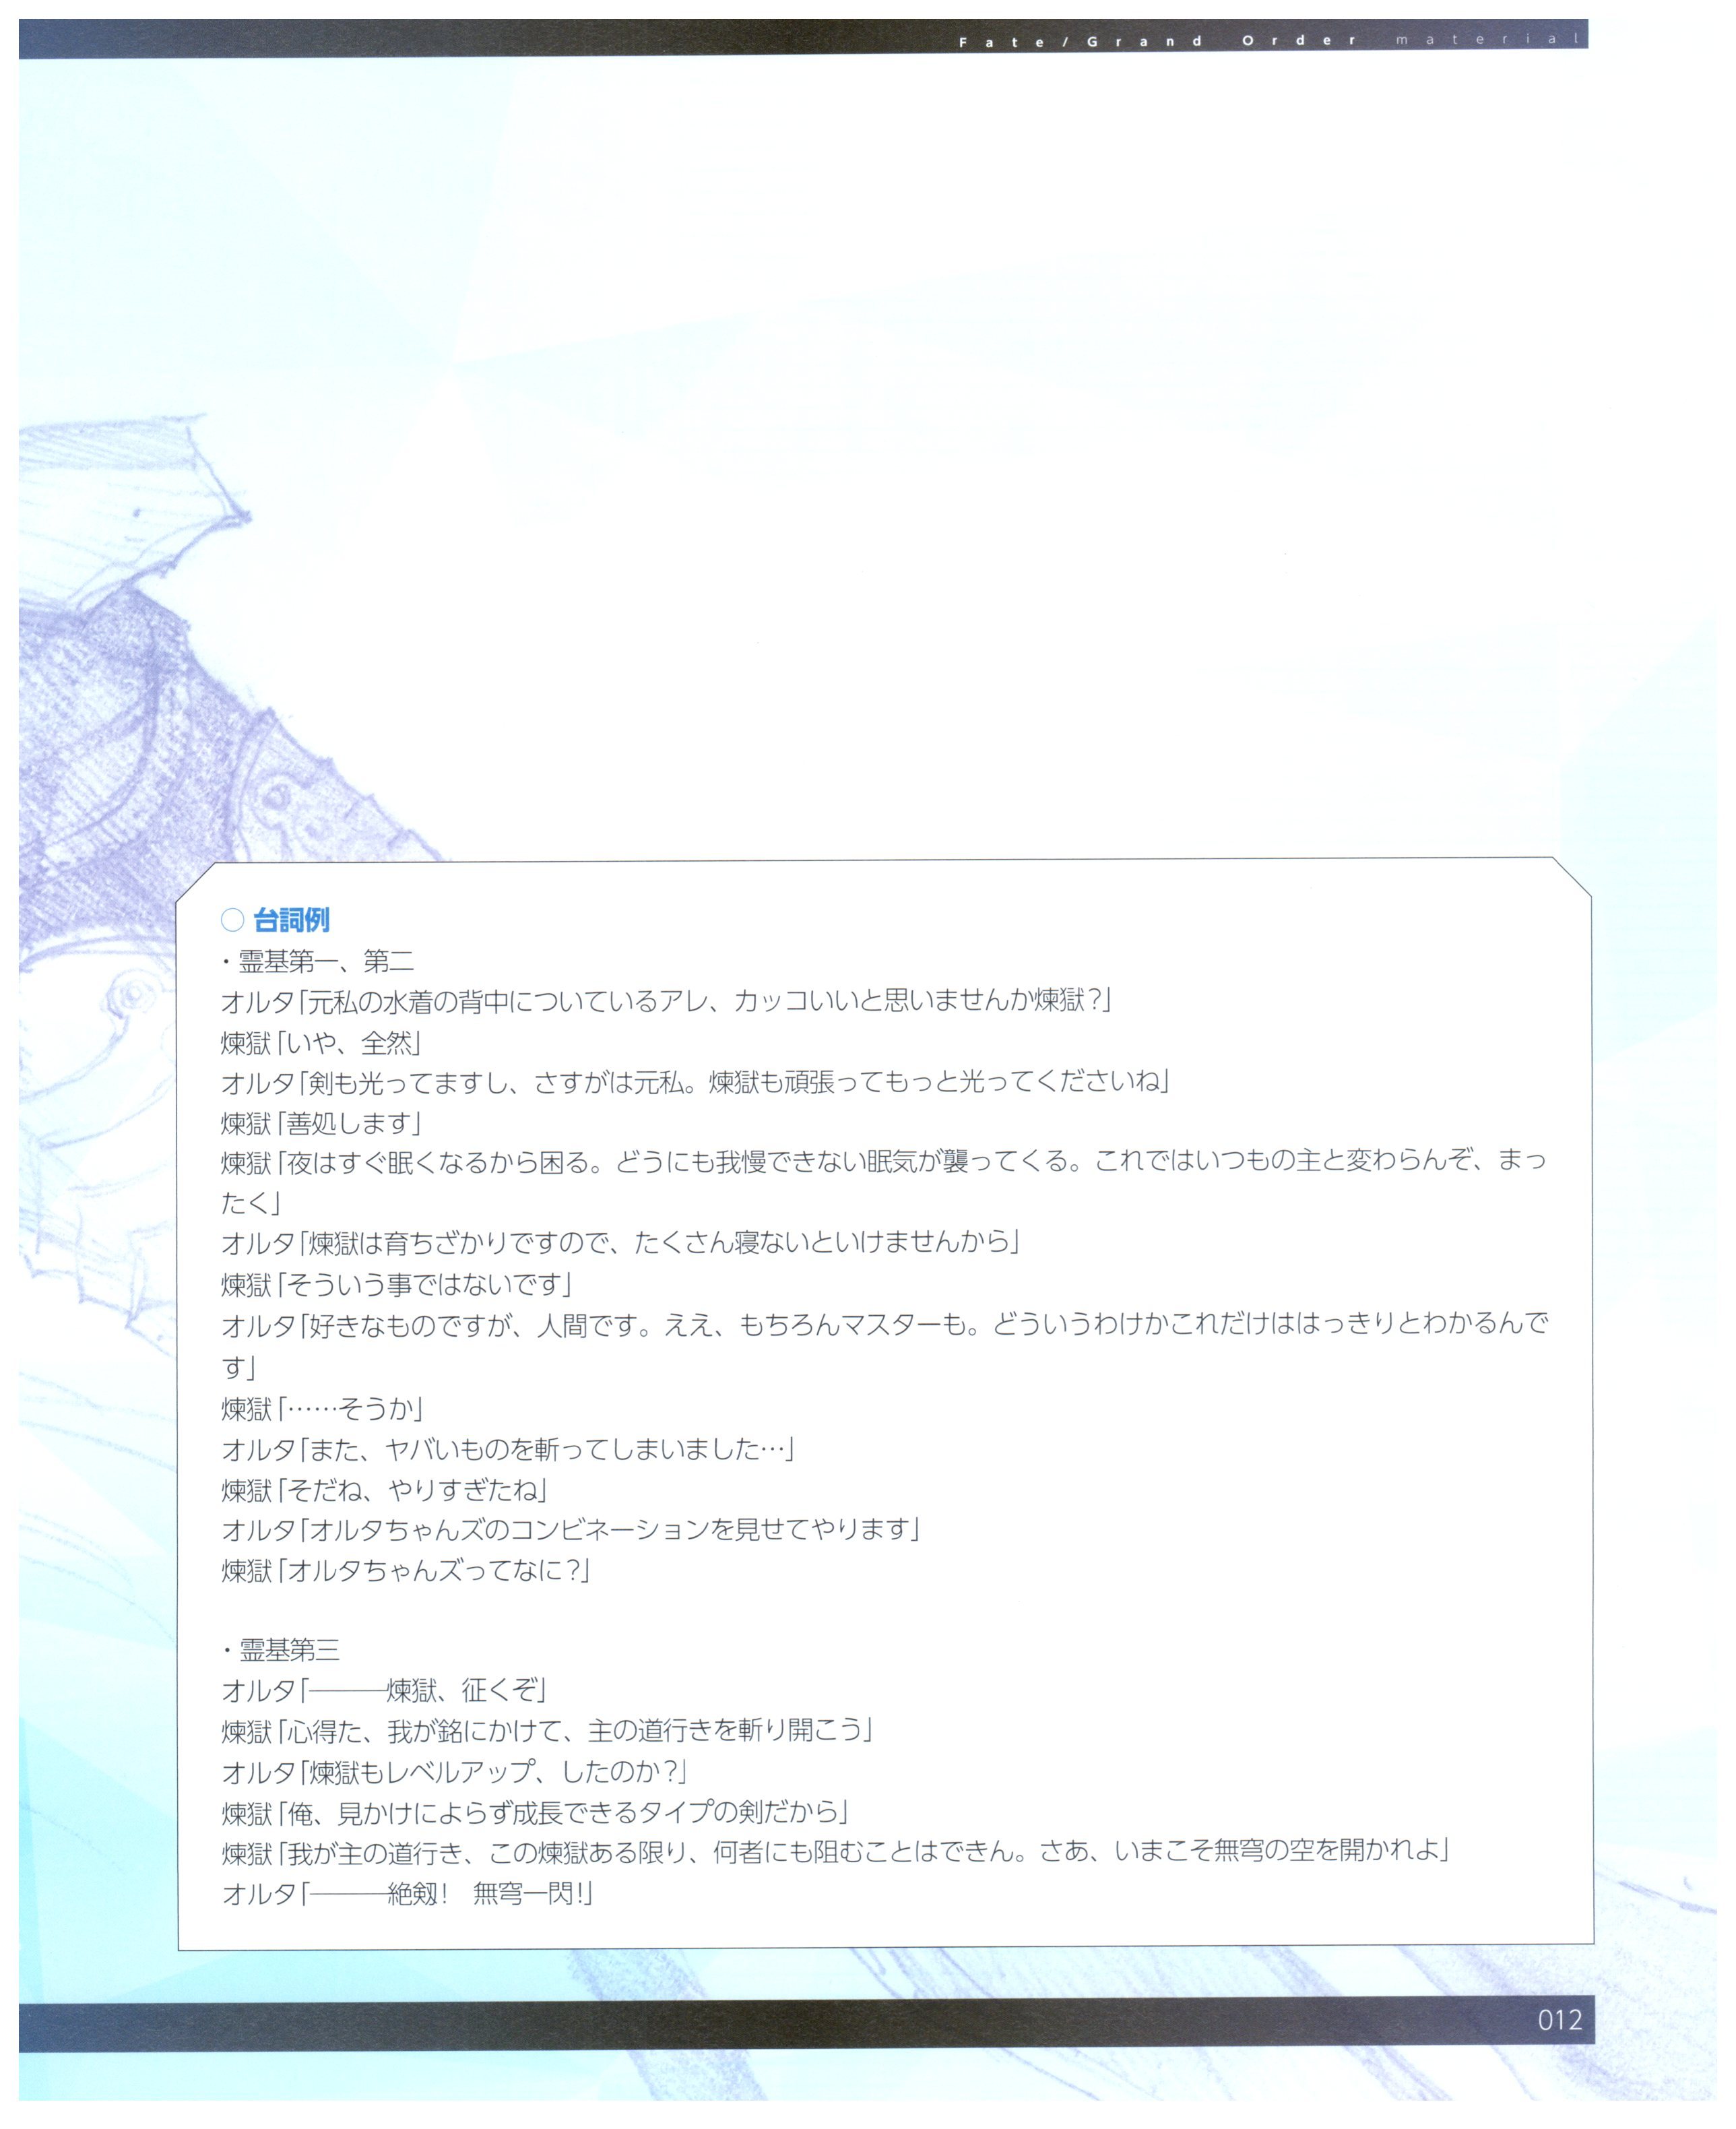 Fate/Grand Order material
○ 台詞例
・霊基第一、第二
オルタ「元私の水着の背中についているアレ、カッコいいと思いませんか煉獄？」
煉獄「いや、全然」
オルタ「剣も光ってますし、さすがは元私。煉獄も頑張ってもっと光ってくださいね」
煉獄「善処します」
煉獄「夜はすぐ眠くなるから困る。どうにも我慢できない眠気が襲ってくる。これではいつもの主と変わらんぞ、まっ
たく」
オルタ「煉獄は育ちざかりですので、たくさん寝ないといけませんから」
煉獄「そういう事ではないです」
オルタ「好きなものですが、人間です。ええ、もちろんマスターも。どういうわけかこれだけははっきりとわかるんで
す」
煉獄「……そうか」
オルタ「また、ヤバいものを斬ってしまいました…」
煉獄「そだね、やりすぎたね」
オルタ「オルタちゃんズのコンビネーションを見せてやります」
煉獄「オルタちゃんズってなに？」
・霊基第三
オルタ「―――煉獄、征くぞ」
煉獄「心得た、我が銘にかけて、主の道行きを斬り開こう」
オルタ「煉獄もレベルアップ、したのか？」
煉獄「俺、見かけによらず成長できるタイプの剣だから」
煉獄「我が主の道行き、この煉獄ある限り、何者にも阻むことはできん。さあ、いまこそ無穹の空を開かれよ」
オルタ「―――絶剱！　無穹一閃！」
012